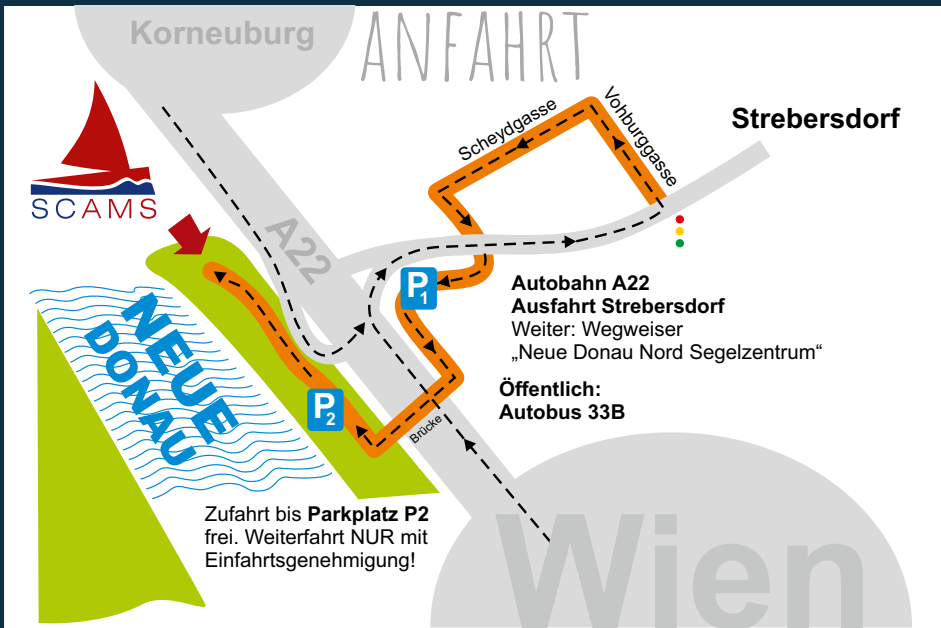 Korneuburg
ANFAHRT
Scheydgasse
Vohburggasse
Strebersdorf
SCAMS
A22
P1
Autobahn A22
Ausfahrt Strebersdorf
Weiter: Wegweiser
„Neue Donau Nord Segelzentrum“
Öffentlich:
Autobus 33B
NEUE
DONAU
P2
Brücke
Zufahrt bis Parkplatz P2
frei. Weiterfahrt NUR mit
Einfahrtsgenehmigung!
Wien